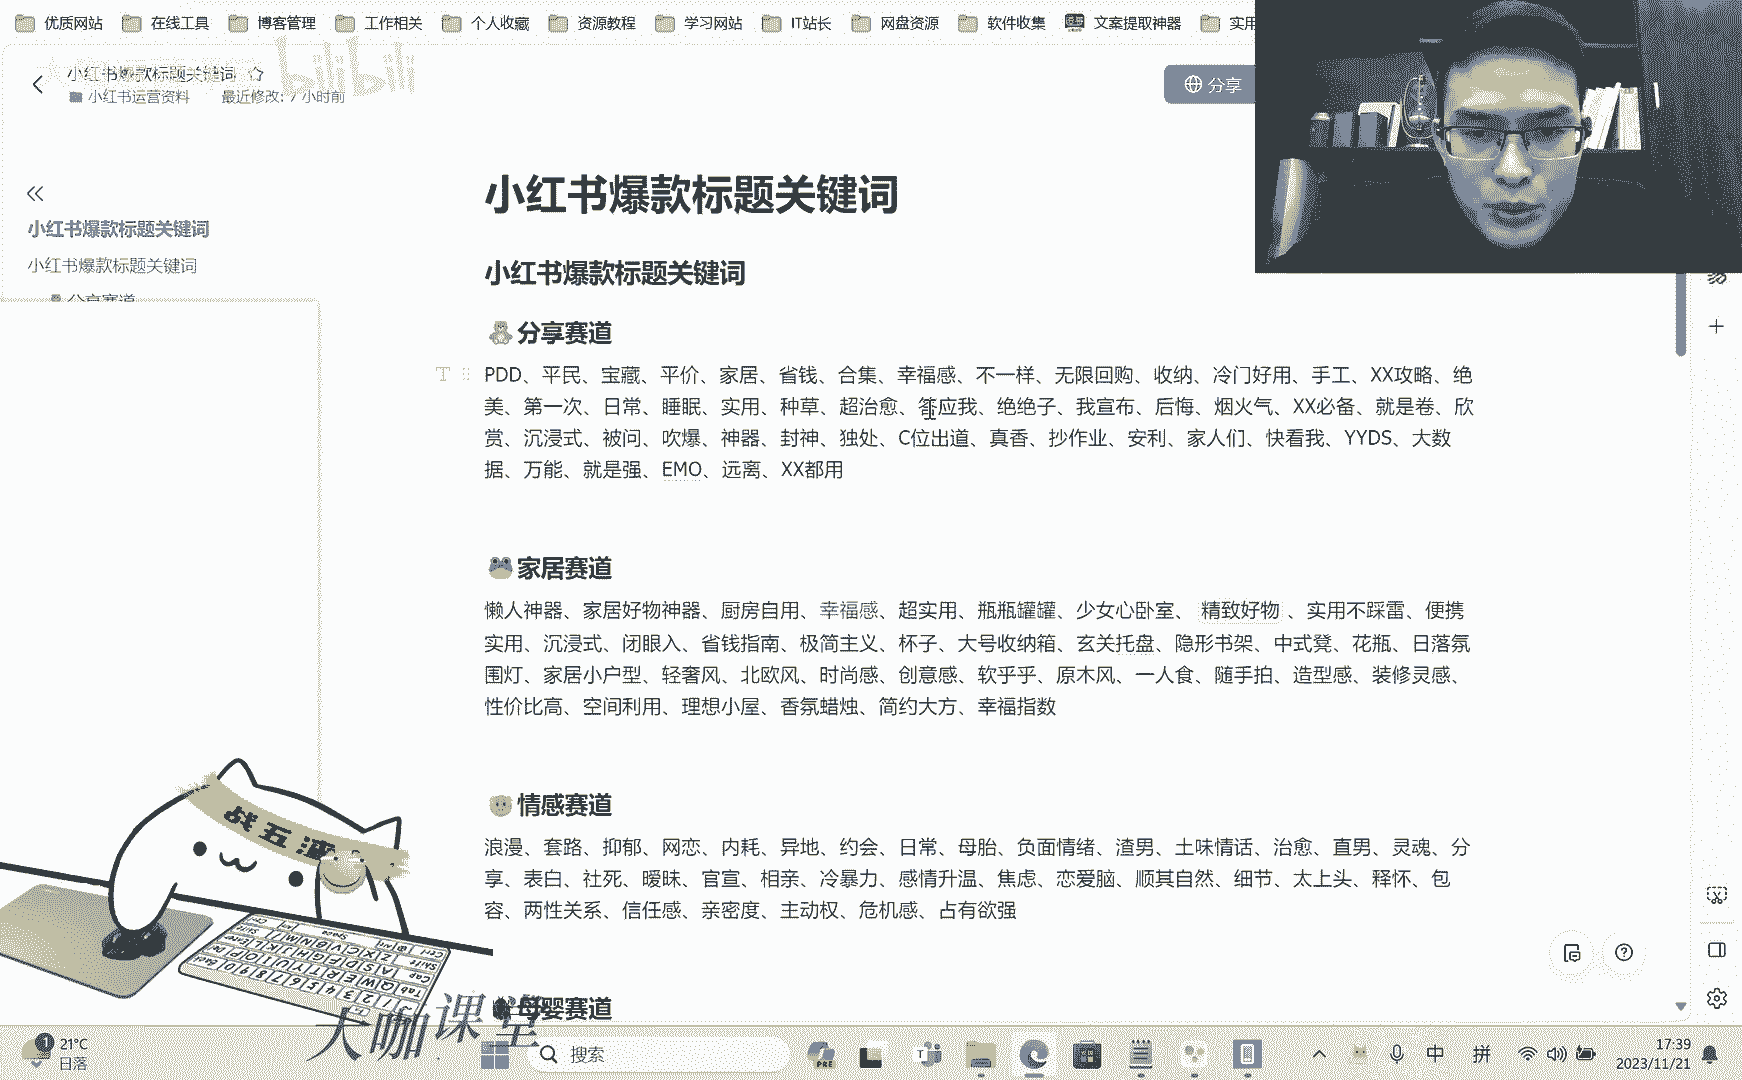 优质网站 在线工具 博客管理 工作相关 个人收藏 资源教程 学习网站 IT站长 网盘资源 软件收集 文案提取神器 实用
小红书爆款标题关键词
bilibili
小红书运营资料 最近修改: 7 小时前
分享
小红书爆款标题关键词
小红书爆款标题关键词
分享赛道
小红书爆款标题关键词
小红书爆款标题关键词
分享赛道
PDD、平民、宝藏、平价、家居、省钱、合集、幸福感、不一样、无限回购、收纳、冷门好用、手工、XX攻略、绝
美、第一次、日常、睡眠、实用、种草、超治愈、答应我、绝绝子、我宣布、后悔、烟火气、XX必备、就是卷、欣
赏、沉浸式、被问、吹爆、神器、封神、独处、C位出道、真香、抄作业、安利、家人们、快看我、YYDS、大数
据、万能、就是强、EMO、远离、XX都用
家居赛道
懒人神器、家居好物神器、厨房自用、幸福感、超实用、瓶瓶罐罐、少女心卧室、 精致好物 、实用不踩雷、便携
实用、沉浸式、闭眼入、省钱指南、极简主义、杯子、大号收纳箱、玄关托盘、隐形书架、中式凳、花瓶、日落氛
围灯、家居小户型、轻奢风、北欧风、时尚感、创意感、软乎乎、原木风、一人食、随手拍、造型感、装修灵感、
性价比高、空间利用、理想小屋、香氛蜡烛、简约大方、幸福指数
情感赛道
浪漫、套路、抑郁、网恋、内耗、异地、约会、日常、母胎、负面情绪、渣男、土味情话、治愈、直男、灵魂、分
享、表白、社死、暧昧、官宣、相亲、冷暴力、感情升温、焦虑、恋爱脑、顺其自然、细节、太上头、释怀、包
容、两性关系、信任感、亲密度、主动权、危机感、占有欲强
母婴赛道
大咖课堂
1
21°C
日落
搜索
PRE
中
拼
17:39
2023/11/21